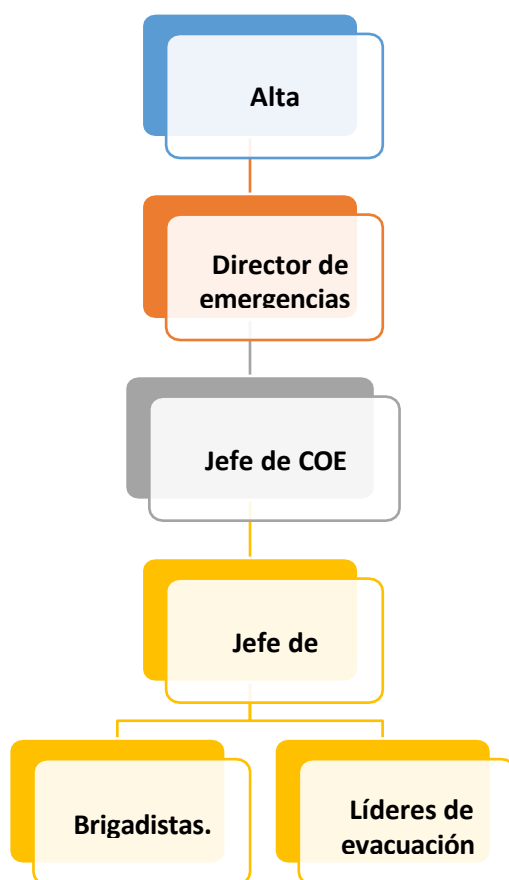 Alta
Director de
emergencias
Jefe de COE
Jefe de
Brigadistas.
Líderes de
evacuación